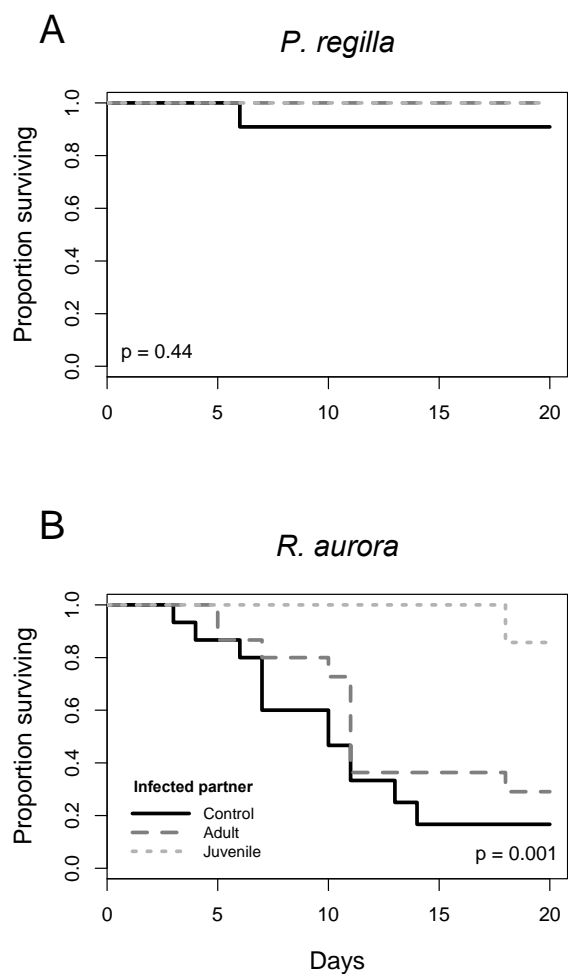 A
P. regilla
Proportion surviving
1.0
0.8
0.6
0.4
0.2
0.0
p = 0.44
0 5 10 15 20
B
R. aurora
Proportion surviving
1.0
0.8
0.6
0.4
0.2
0.0
Infected partner
Control
Adult
Juvenile
p = 0.001
0 5 10 15 20
Days